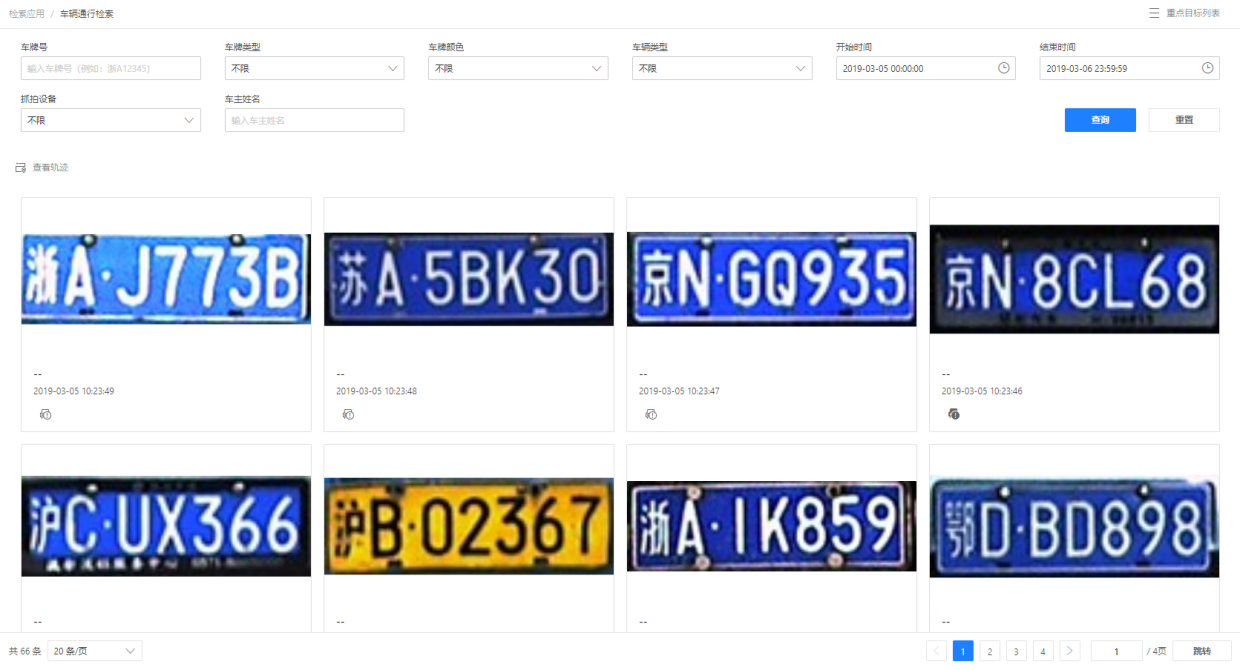 检索应用 / 车辆通行检索
重点目标列表
车牌号 车牌类型 车牌颜色 车辆类型 开始时间 结束时间
输入车牌号（例如：浙A12345) 不限 不限 不限 2019-03-05 00:00:00 2019-03-06 23:59:59
抓拍设备 车主姓名
不限 输入车主姓名 查询 重置
查看轨迹
浙A·J773B
苏A·5BK30
京N·GQ935
京N·8CL68
-- -- -- --
2019-03-05 10:23:49 2019-03-05 10:23:48 2019-03-05 10:23:47 2019-03-05 10:23:46
沪C·UX366
沪B·02367
浙A·1K859
鄂D·BD898
-- -- -- --
共 66 条 20 条/页 1 2 3 4 1 / 4页 跳转